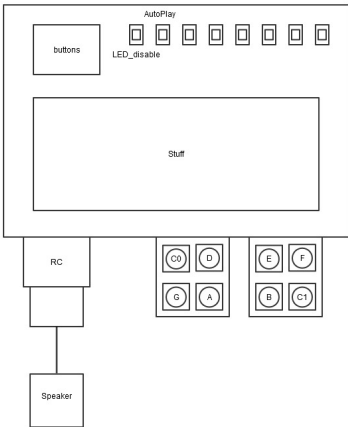 AutoPlay
buttons
LED_disable
Stuff
RC
C0 D
E F
G A
B C1
Speaker